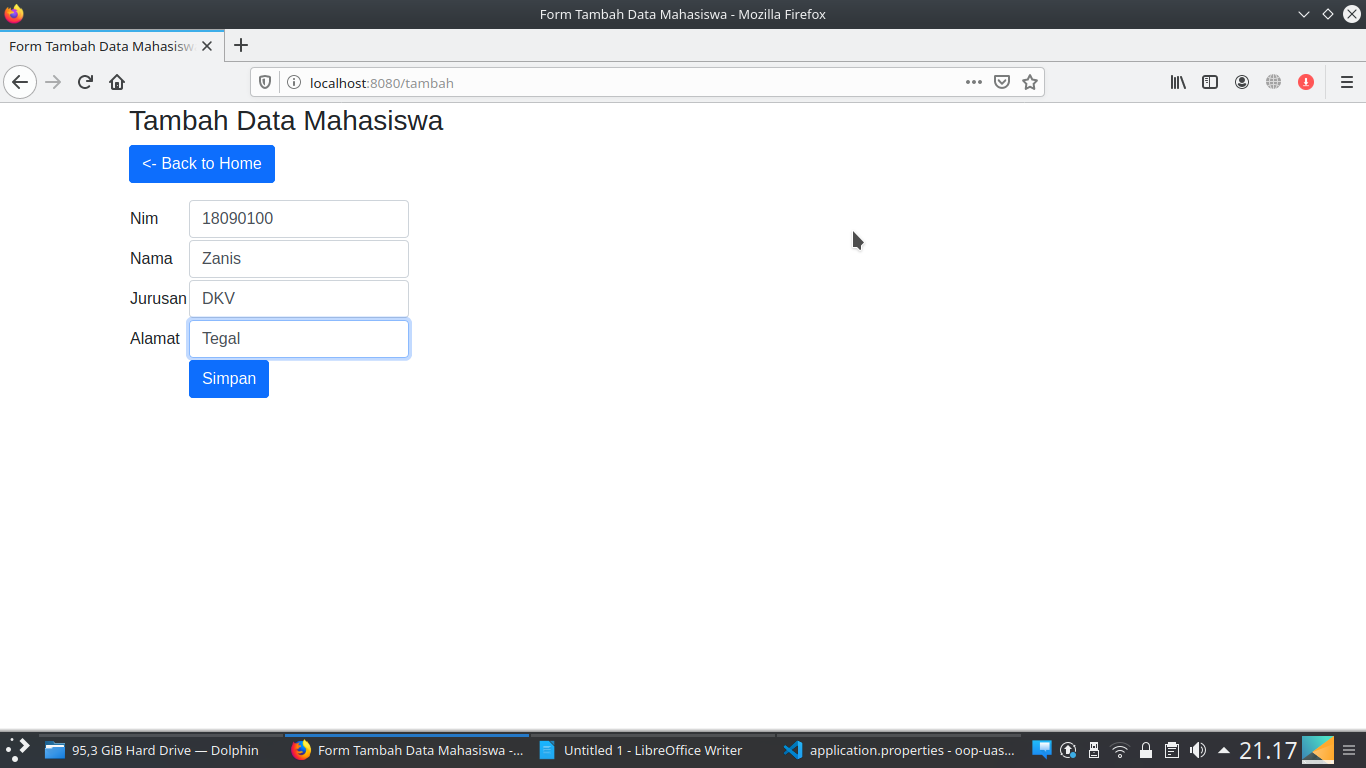 Form Tambah Data Mahasiswa - Mozilla Firefox
Form Tambah Data Mahasisw
localhost:8080/tambah
Tambah Data Mahasiswa
<- Back to Home
Nim 18090100
Nama Zanis
Jurusan DKV
Alamat Tegal
Simpan
95,3 GiB Hard Drive — Dolphin Form Tambah Data Mahasiswa -... Untitled 1 - LibreOffice Writer application.properties - oop-uas... 21.17